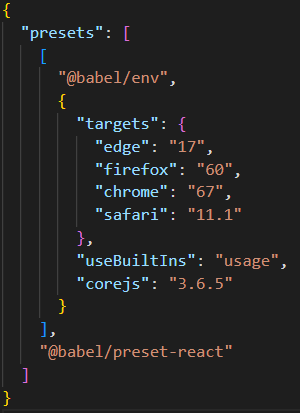 {
  "presets": [
    [
      "@babel/env",
      {
        "targets": {
          "edge": "17",
          "firefox": "60",
          "chrome": "67",
          "safari": "11.1"
        },
        "useBuiltIns": "usage",
        "corejs": "3.6.5"
      }
    ],
    "@babel/preset-react"
  ]
}